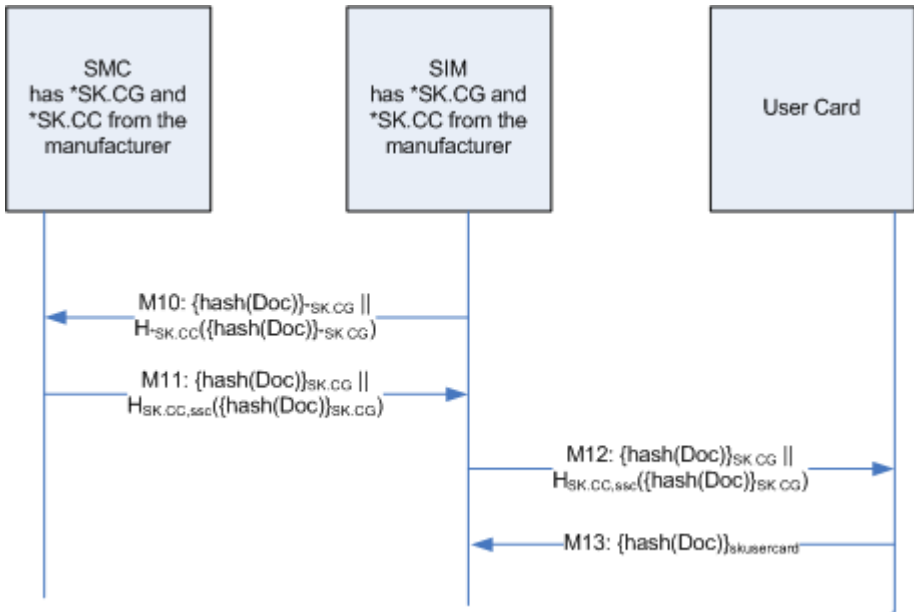 SMC
has *SK.CG and
*SK.CC from the
manufacturer
SIM
has *SK.CG and
*SK.CC from the
manufacturer
User Card
M10: {hash(Doc)}*SK.CG ||
H*SK.CC({hash(Doc)}*SK.CG)
M11: {hash(Doc)}SK.CG ||
HSK.CC,ssc({hash(Doc)}SK.CG)
M12: {hash(Doc)}SK.CG ||
HSK.CC,ssc({hash(Doc)}SK.CG)
M13: {hash(Doc)}skusercard